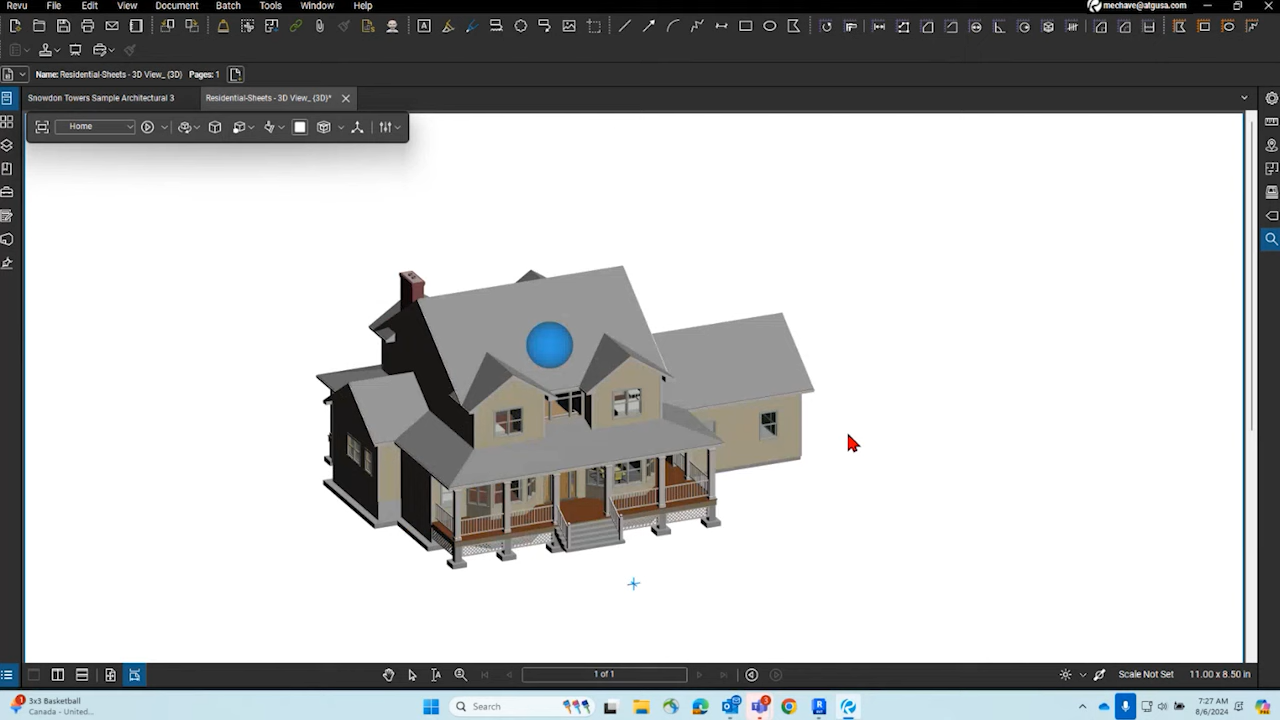 Revu File Edit View Document Batch Tools Window Help
mechave@atgusa.com
Name: Residential-Sheets - 3D View_ (3D) Pages: 1
Snowdon Towers Sample Architectural 3
Residential-Sheets - 3D View_ (3D)*
Home
1 of 1
Scale Not Set
11.00 x 8.50 in
3x3 Basketball
Canada - United...
Search
7:27 AM
8/6/2024